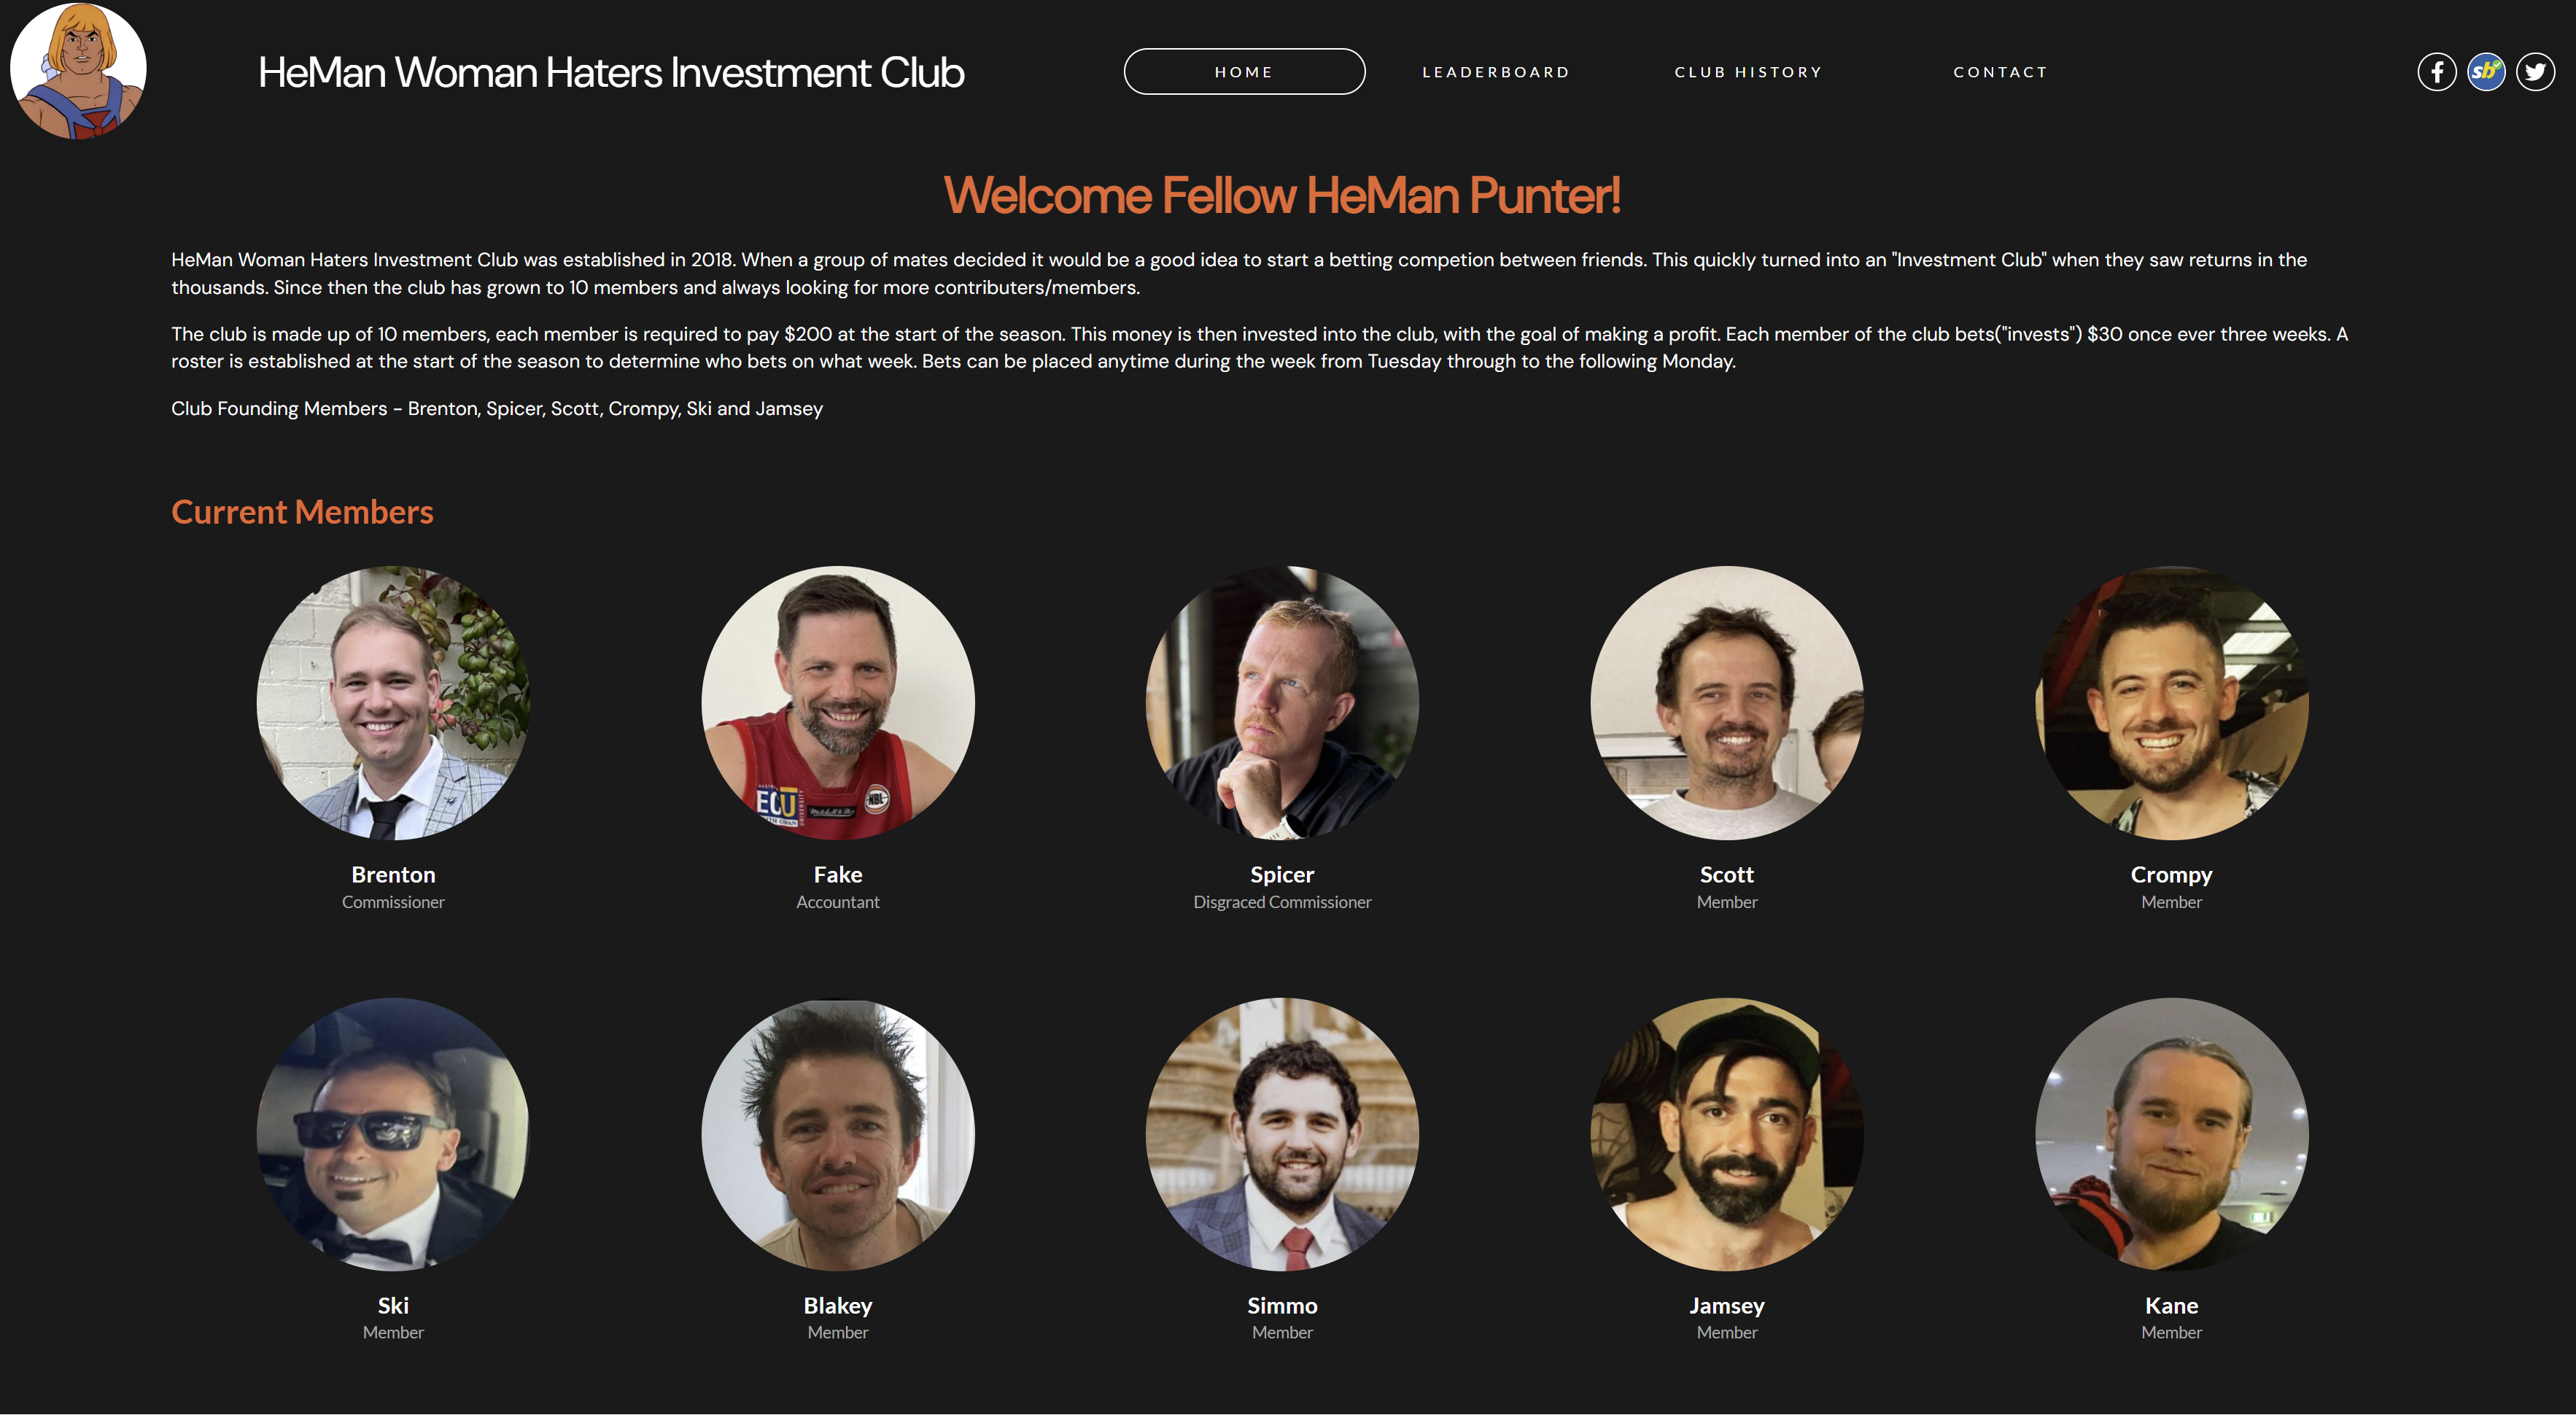 HeMan Woman Haters Investment Club
HOME
LEADERBOARD
CLUB HISTORY
CONTACT
sb
Welcome Fellow HeMan Punter!
HeMan Woman Haters Investment Club was established in 2018. When a group of mates decided it would be a good idea to start a betting competion between friends. This quickly turned into an "Investment Club" when they saw returns in the
thousands. Since then the club has grown to 10 members and always looking for more contributers/members.
The club is made up of 10 members, each member is required to pay $200 at the start of the season. This money is then invested into the club, with the goal of making a profit. Each member of the club bets("invests") $30 once ever three weeks. A
roster is established at the start of the season to determine who bets on what week. Bets can be placed anytime during the week from Tuesday through to the following Monday.
Club Founding Members - Brenton, Spicer, Scott, Crompy, Ski and Jamsey
Current Members
ECU
NBL
Brenton
Commissioner
Fake
Accountant
Spicer
Disgraced Commissioner
Scott
Member
Crompy
Member
Ski
Member
Blakey
Member
Simmo
Member
Jamsey
Member
Kane
Member